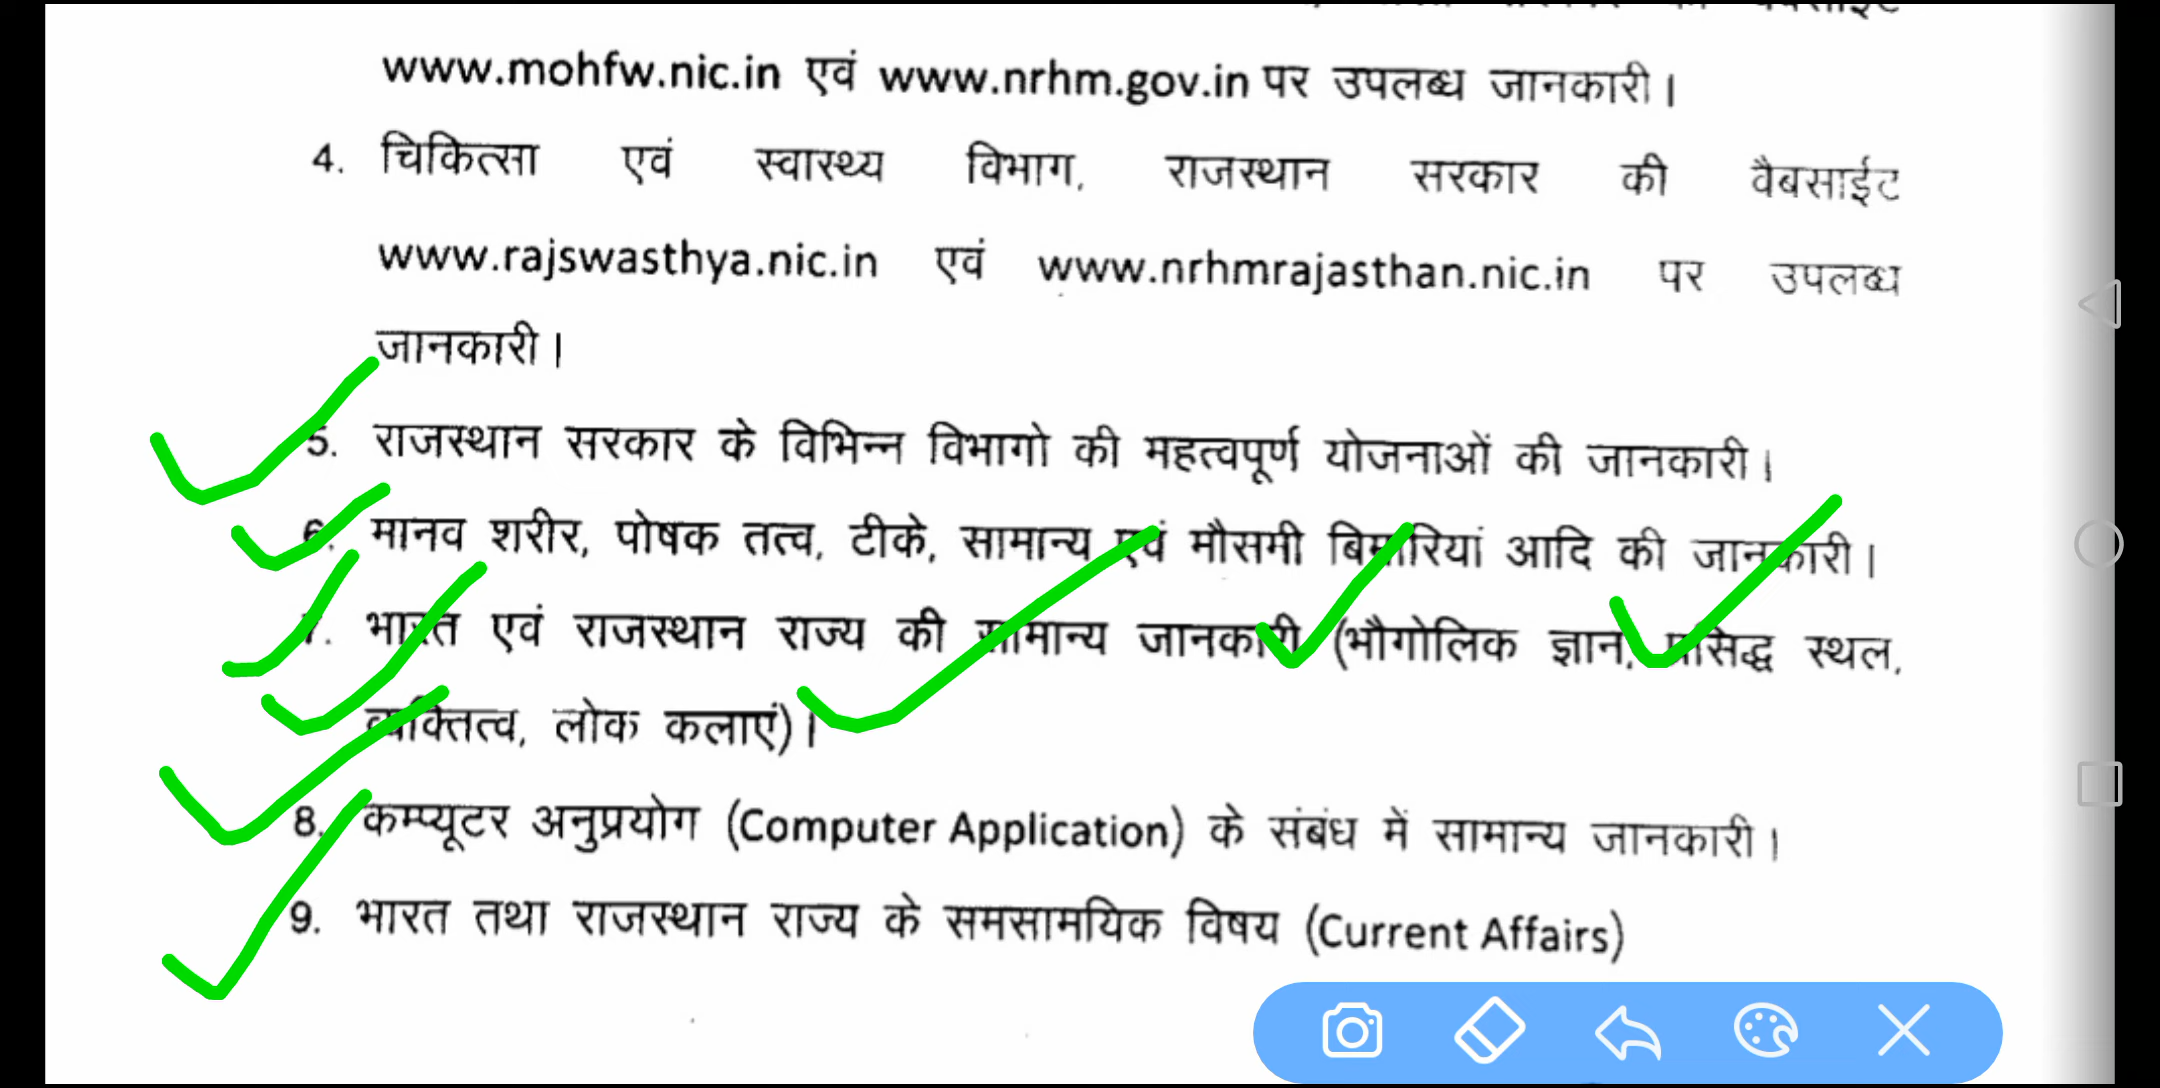 www.mohfw.nic.in एवं www.nrhm.gov.in पर उपलब्ध जानकारी।
4. चिकित्सा एवं स्वास्थ्य विभाग, राजस्थान सरकार की वैबसाईट
www.rajswasthya.nic.in एवं www.nrhmrajasthan.nic.in पर उपलब्ध
जानकारी।
5. राजस्थान सरकार के विभिन्न विभागो की महत्वपूर्ण योजनाओं की जानकारी।
6. मानव शरीर, पोषक तत्व, टीके, सामान्य एवं मौसमी बिमारियां आदि की जानकारी।
7. भारत एवं राजस्थान राज्य की सामान्य जानकारी (भौगोलिक ज्ञान, प्रसिद्ध स्थल,
व्यक्तित्व, लोक कलाएं)।
8. कम्प्यूटर अनुप्रयोग (Computer Application) के संबंध में सामान्य जानकारी।
9. भारत तथा राजस्थान राज्य के समसामयिक विषय (Current Affairs)